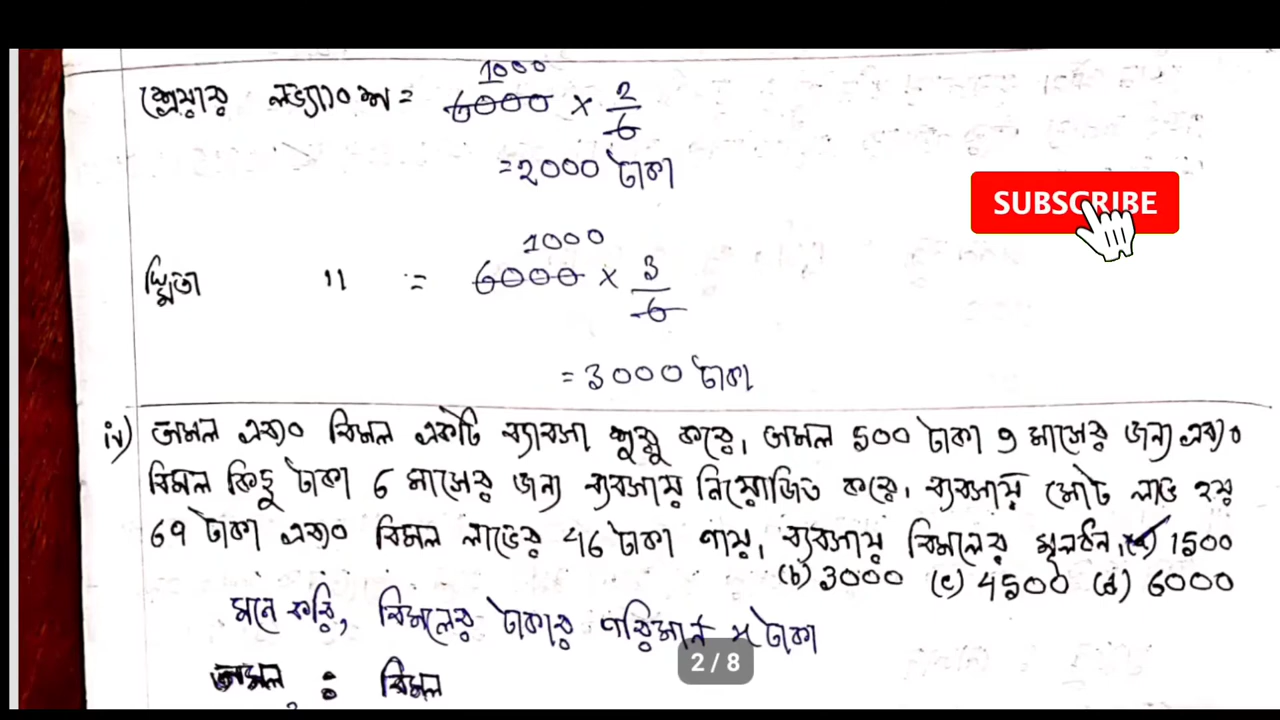 1000
শ্রেয়ার লভ্যাংশ = 6000 × 2/6
= 2000 টাকা
SUBSCRIBE
1000
স্মিতা " = 6000 × 3/6
= 3000 টাকা
iv) অমল এবং বিমল একটি ব্যাবসা শুরু করে। অমল 500 টাকা 9 মাসের জন্য এবং
বিমল কিছু টাকা 6 মাসের জন্য ব্যবসায় নিয়োজিত করে। ব্যবসায় মোট লাভ হয়
69 টাকা এবং বিমল লাভের 46 টাকা পায়। ব্যবসায় বিমলের মূলধন। (a) 1500
(b) 3000 (c) 4500 (d) 6000
মনে করি, বিমলের টাকার পরিমান x টাকা
2 / 8
অমল : বিমল